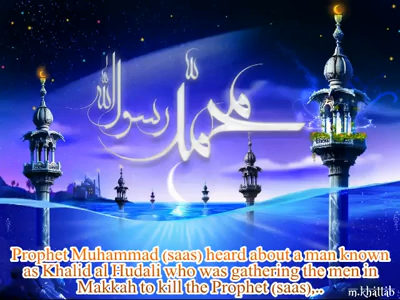 محمد رسول الله
Prophet Muhammad (saas) heard about a man known
as Khalid al Hudali who was gathering the men in
Makkah to kill the Prophet (saas)...
m.khattab